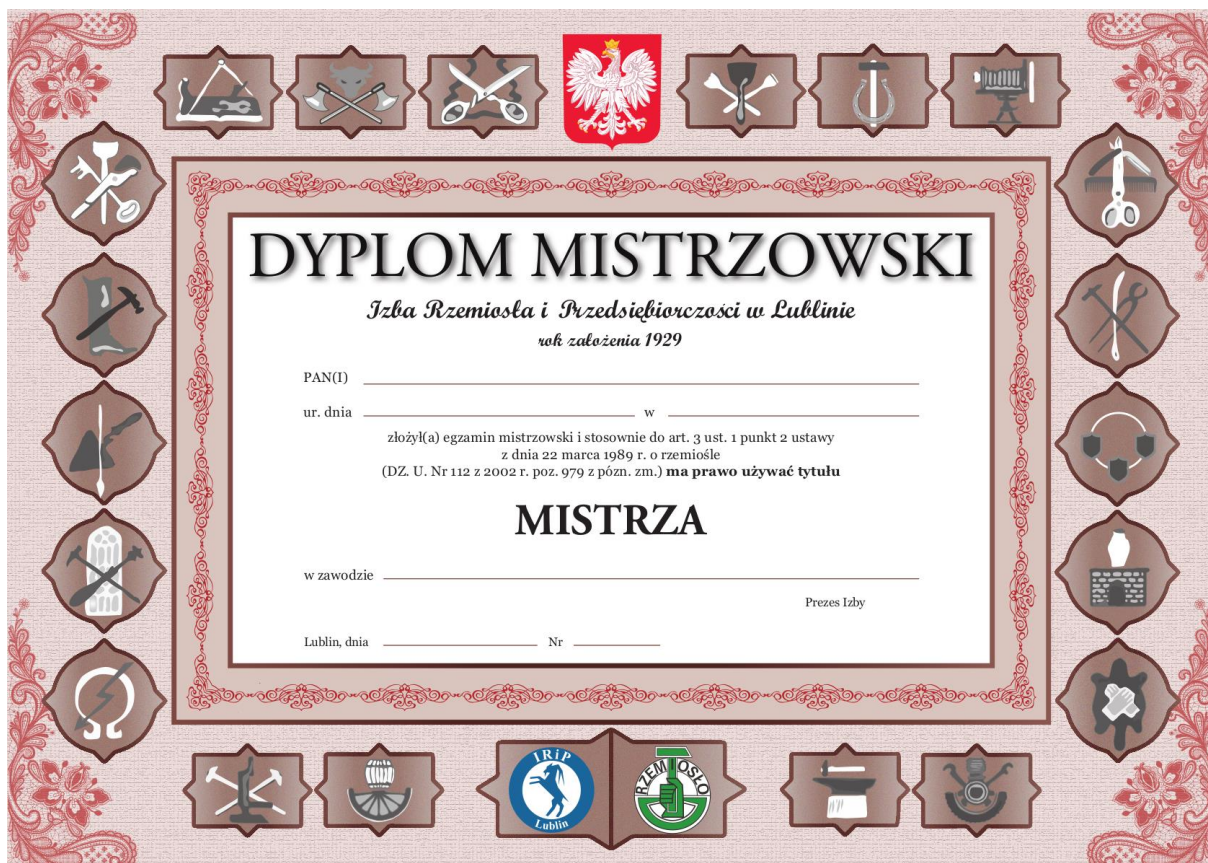 DYPLOM MISTRZOWSKI
Izba Rzemiosła i Przedsiębiorczości w Lublinie
rok założenia 1929
PAN(I)
ur. dnia w
złożył(a) egzamin mistrzowski i stosownie do art. 3 ust. 1 punkt 2 ustawy
z dnia 22 marca 1989 r. o rzemiośle
(DZ. U. Nr 112 z 2002 r. poz. 979 z pózn. zm.) ma prawo używać tytułu
MISTRZA
w zawodzie
Prezes Izby
Lublin, dnia Nr
IRiP
Lublin
RZEMIOSŁO